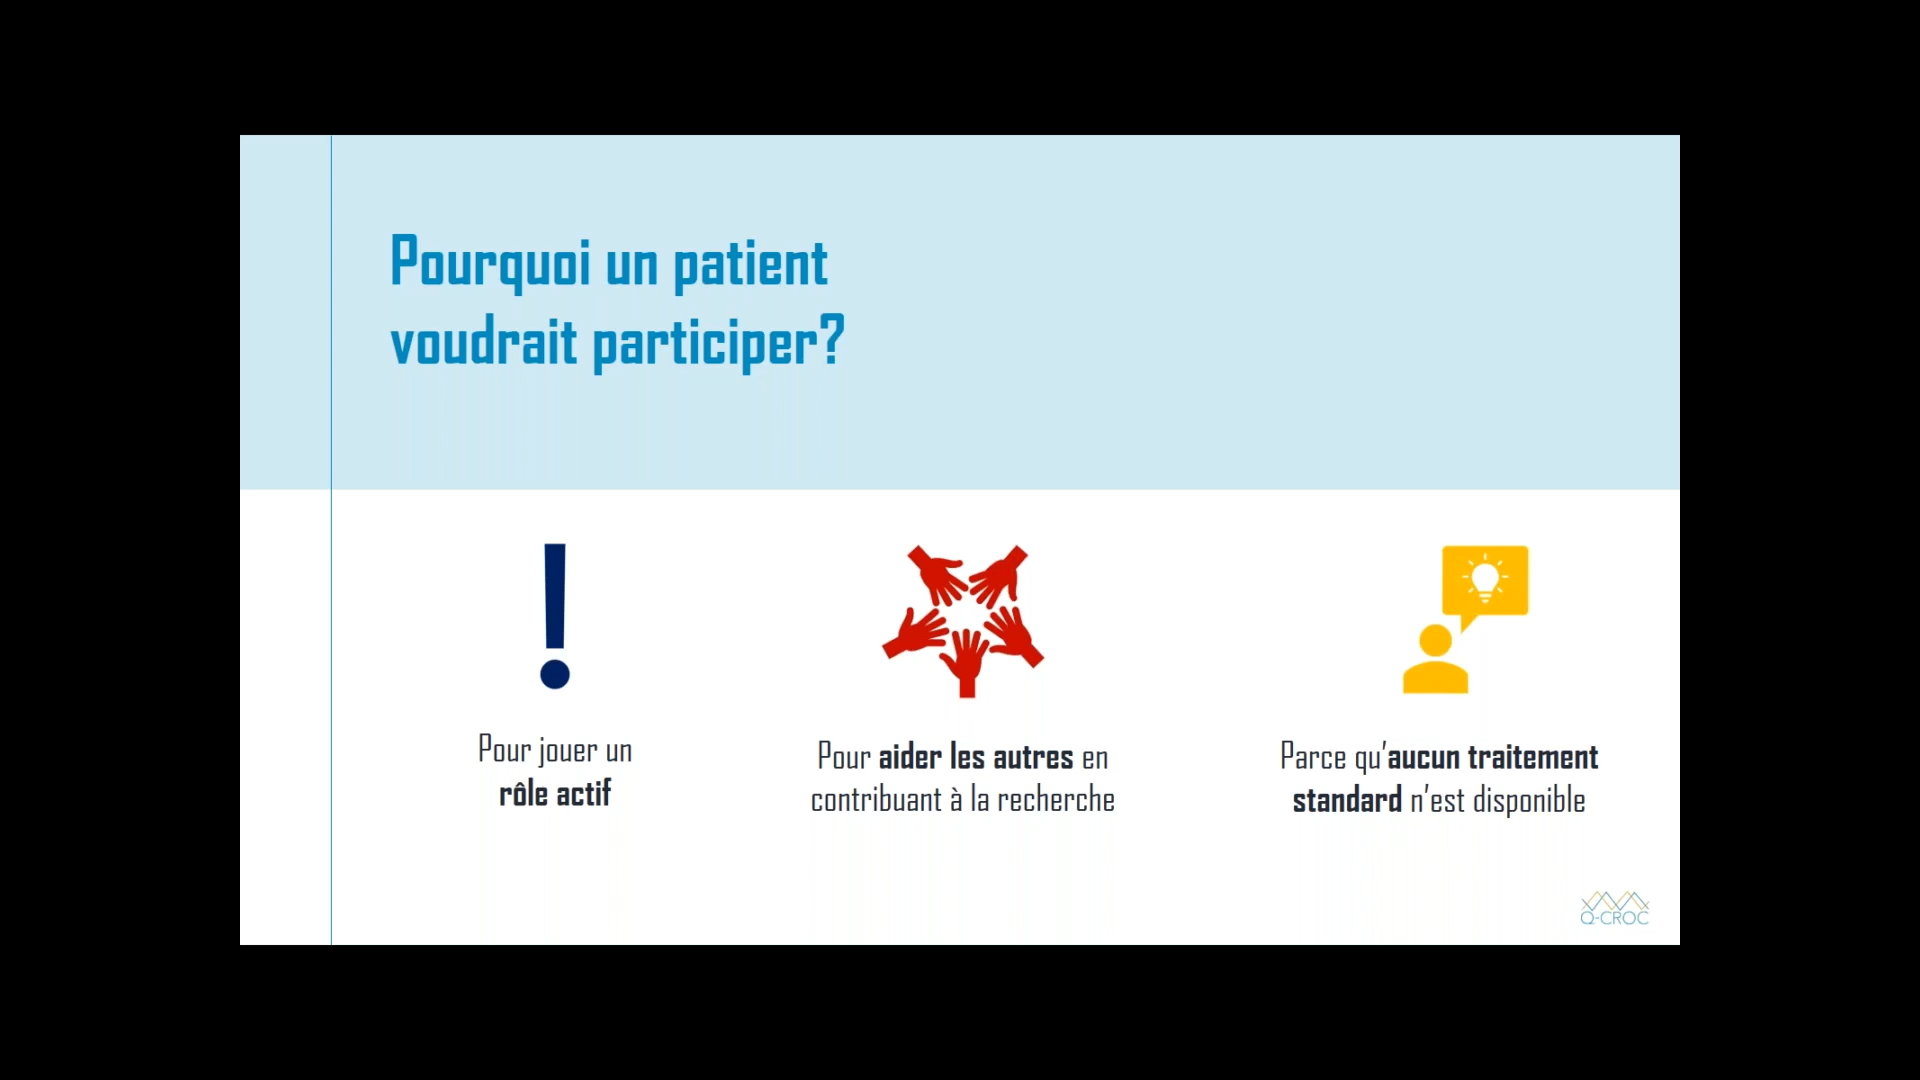 Pourquoi un patient
voudrait participer?
Pour jouer un
rôle actif
Pour aider les autres en
contribuant à la recherche
Parce qu'aucun traitement
standard n'est disponible
Q-CROC